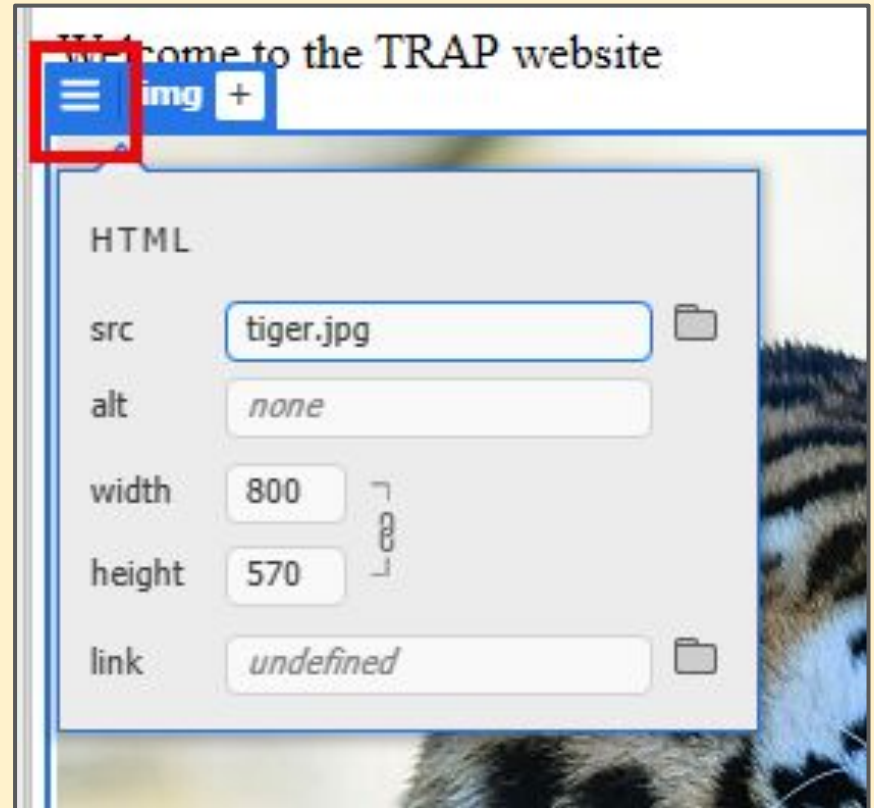 Welcome to the TRAP website
img +
HTML
src tiger.jpg
alt none
width 800
height 570
link undefined